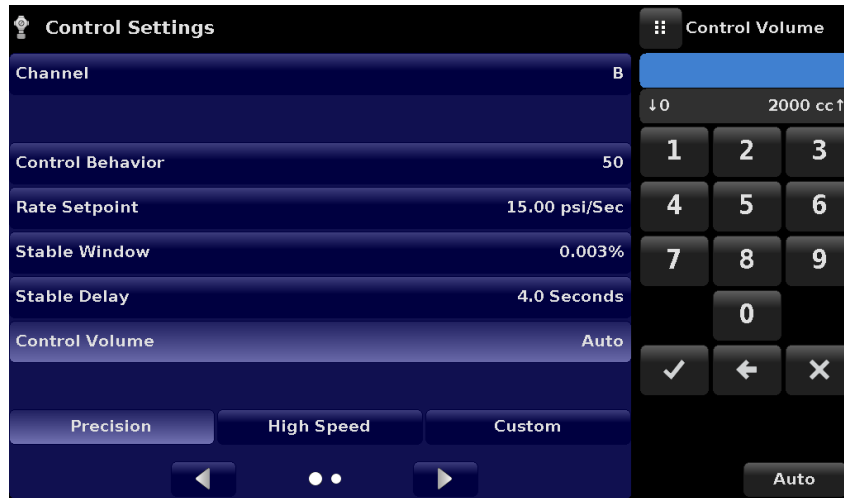 Control Settings
Channel B
Control Behavior 50
Rate Setpoint 15.00 psi/Sec
Stable Window 0.003%
Stable Delay 4.0 Seconds
Control Volume Auto
Precision High Speed Custom
Control Volume
↓0 2000 cc↑
1 2 3
4 5 6
7 8 9
0
Auto